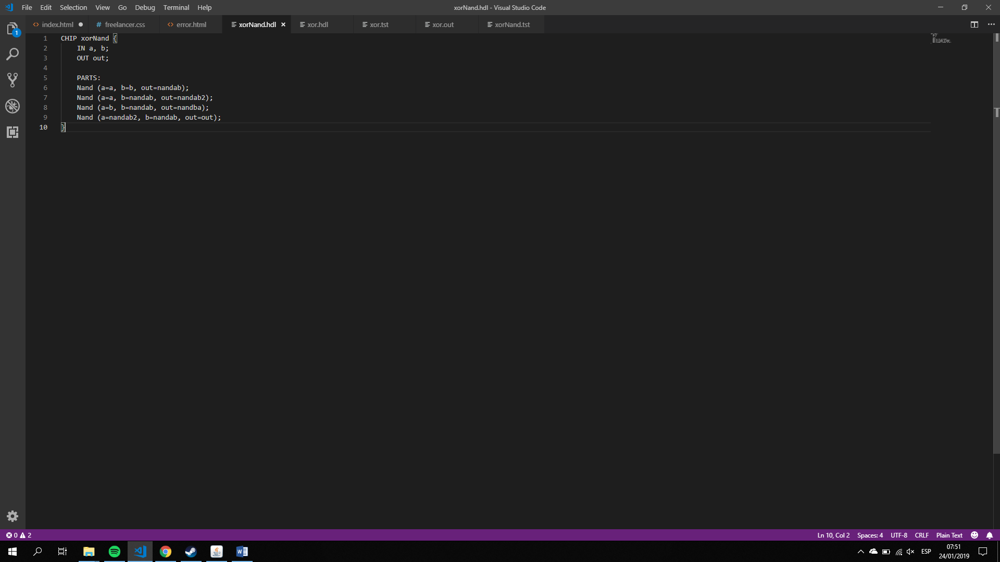 File Edit Selection View Go Debug Terminal Help
xorNand.hdl - Visual Studio Code
index.html freelancer.css error.html xorNand.hdl xor.hdl xor.tst xor.out xorNand.tst
1
1 CHIP xorNand {
2 IN a, b;
3 OUT out;
4
5 PARTS:
6 Nand (a=a, b=b, out=nandab);
7 Nand (a=a, b=nandab, out=nandab2);
8 Nand (a=b, b=nandab, out=nandba);
9 Nand (a=nandab2, b=nandab, out=out);
10 }
0 2
Ln 10, Col 2 Spaces: 4 UTF-8 CRLF Plain Text
ESP
07:51
24/01/2019